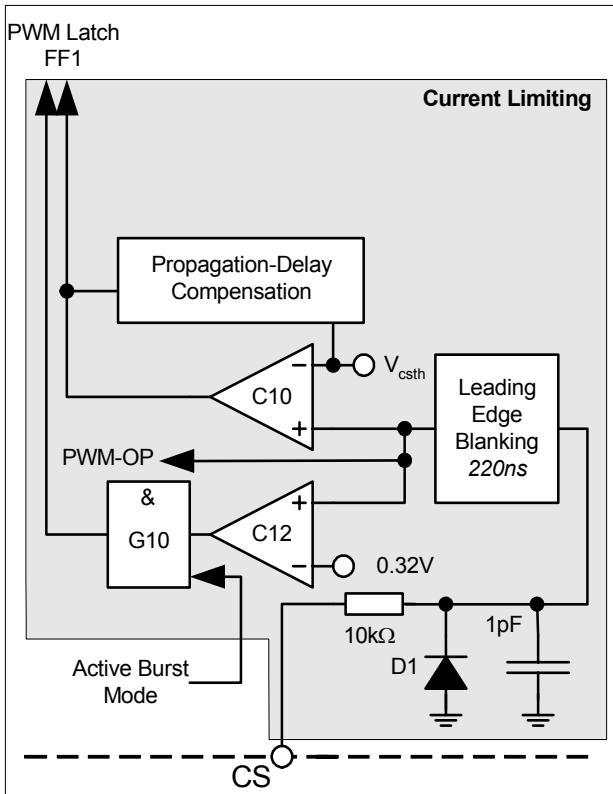 PWM Latch
FF1
Current Limiting
Propagation-Delay
Compensation
−
Vcsth
C10
+
Leading
Edge
Blanking
220ns
PWM-OP
&
G10
+
C12
−
0.32V
10kΩ
1pF
D1
Active Burst
Mode
CS